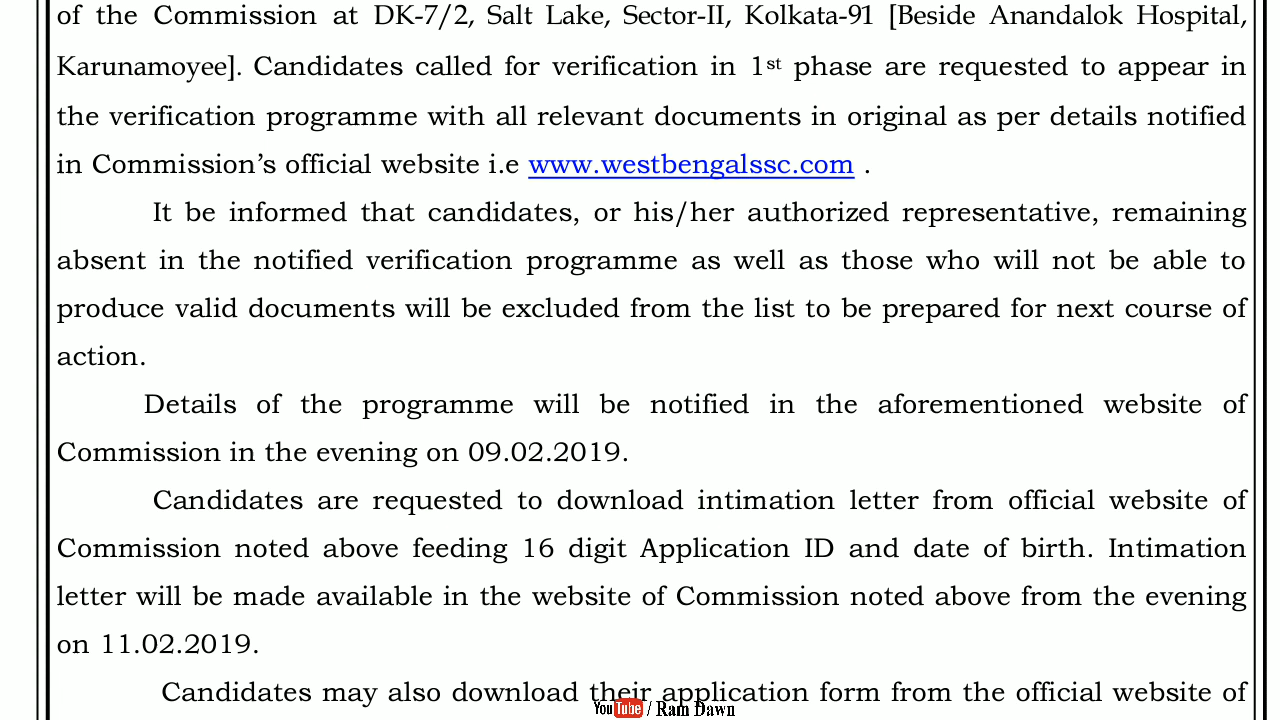 of the Commission at DK-7/2, Salt Lake, Sector-II, Kolkata-91 [Beside Anandalok Hospital,
Karunamoyee]. Candidates called for verification in 1st phase are requested to appear in
the verification programme with all relevant documents in original as per details notified
in Commission’s official website i.e www.westbengalssc.com .
It be informed that candidates, or his/her authorized representative, remaining
absent in the notified verification programme as well as those who will not be able to
produce valid documents will be excluded from the list to be prepared for next course of
action.
Details of the programme will be notified in the aforementioned website of
Commission in the evening on 09.02.2019.
Candidates are requested to download intimation letter from official website of
Commission noted above feeding 16 digit Application ID and date of birth. Intimation
letter will be made available in the website of Commission noted above from the evening
on 11.02.2019.
Candidates may also download their application form from the official website of
YouTube / Ram Dawn